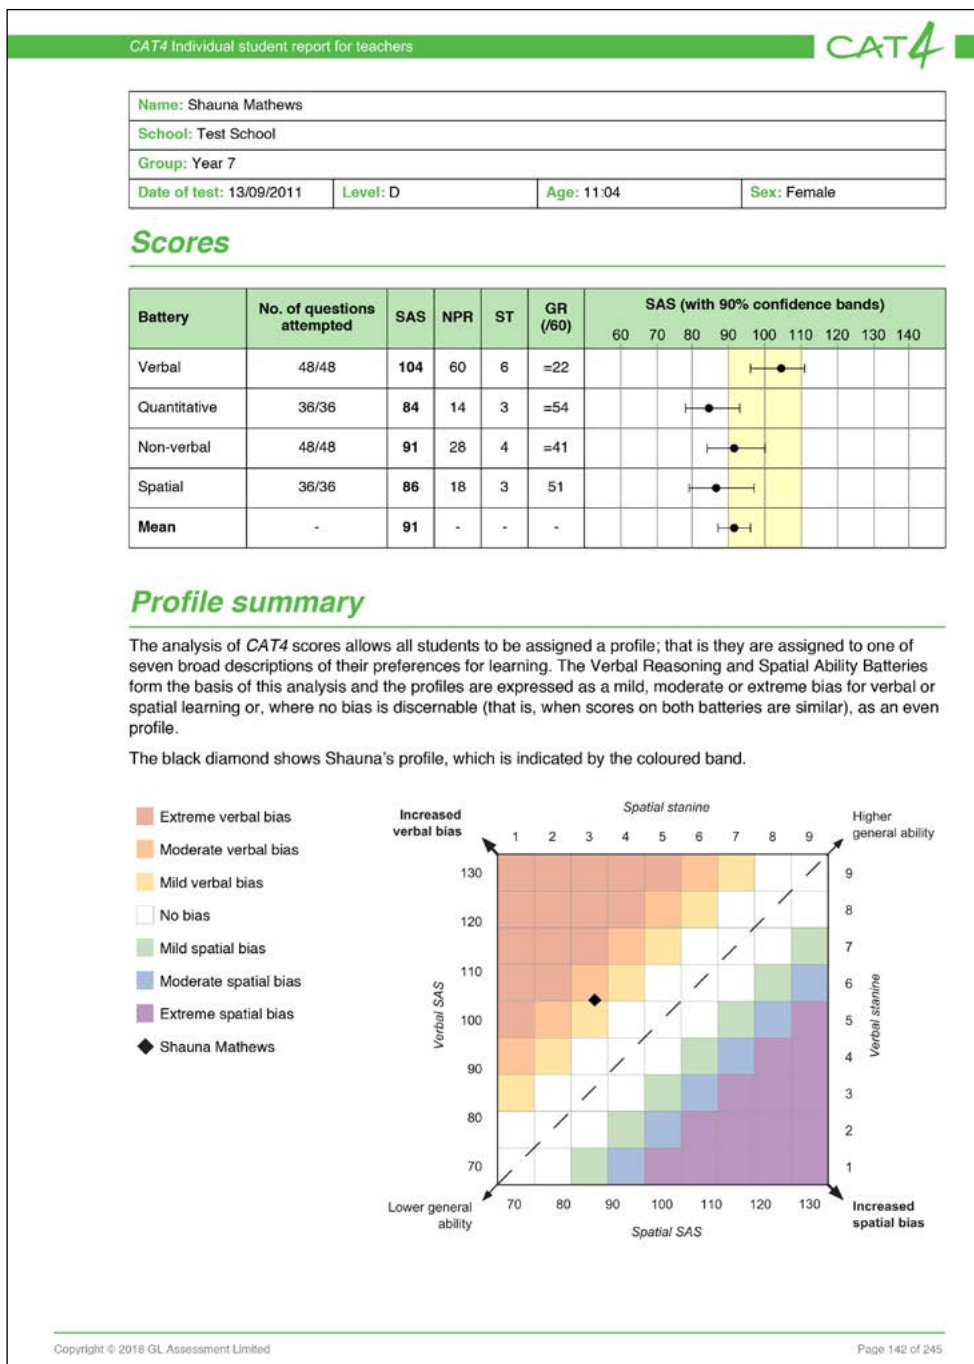 CAT4 Individual student report for teachers
CAT4
Name: Shauna Mathews
School: Test School
Group: Year 7
Date of test: 13/09/2011 Level: D Age: 11:04 Sex: Female
Scores
Battery No. of questions attempted SAS NPR ST GR (/60) SAS (with 90% confidence bands)
60 70 80 90 100 110 120 130 140
Verbal 48/48 104 60 6 =22
Quantitative 36/36 84 14 3 =54
Non-verbal 48/48 91 28 4 =41
Spatial 36/36 86 18 3 51
Mean - 91 - - -
Profile summary
The analysis of CAT4 scores allows all students to be assigned a profile; that is they are assigned to one of
seven broad descriptions of their preferences for learning. The Verbal Reasoning and Spatial Ability Batteries
form the basis of this analysis and the profiles are expressed as a mild, moderate or extreme bias for verbal or
spatial learning or, where no bias is discernable (that is, when scores on both batteries are similar), as an even
profile.
The black diamond shows Shauna's profile, which is indicated by the coloured band.
Extreme verbal bias
Moderate verbal bias
Mild verbal bias
No bias
Mild spatial bias
Moderate spatial bias
Extreme spatial bias
Shauna Mathews
Increased
verbal bias
Spatial stanine
1 2 3 4 5 6 7 8 9
Higher
general ability
Verbal SAS
130
120
110
100
90
80
70
9
8
7
6
5
4
3
2
1
Verbal stanine
Lower general
ability
70 80 90 100 110 120 130
Spatial SAS
Increased
spatial bias
Copyright © 2018 GL Assessment Limited
Page 142 of 245